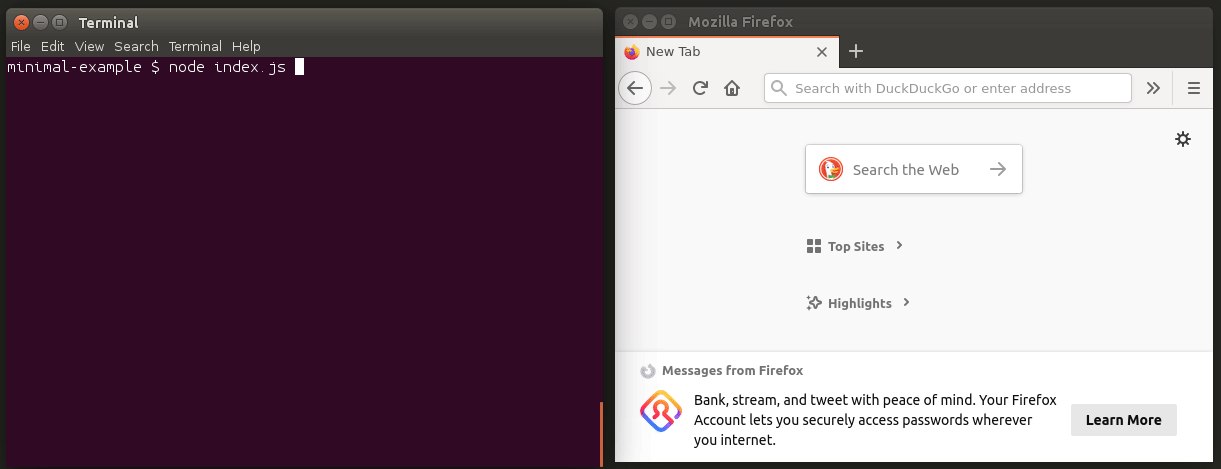 Terminal
File Edit View Search Terminal Help
minimal-example $ node index.js
Mozilla Firefox
New Tab
Search with DuckDuckGo or enter address
Search the Web
Top Sites
Highlights
Messages from Firefox
Bank, stream, and tweet with peace of mind. Your Firefox
Account lets you securely access passwords wherever
you internet.
Learn More